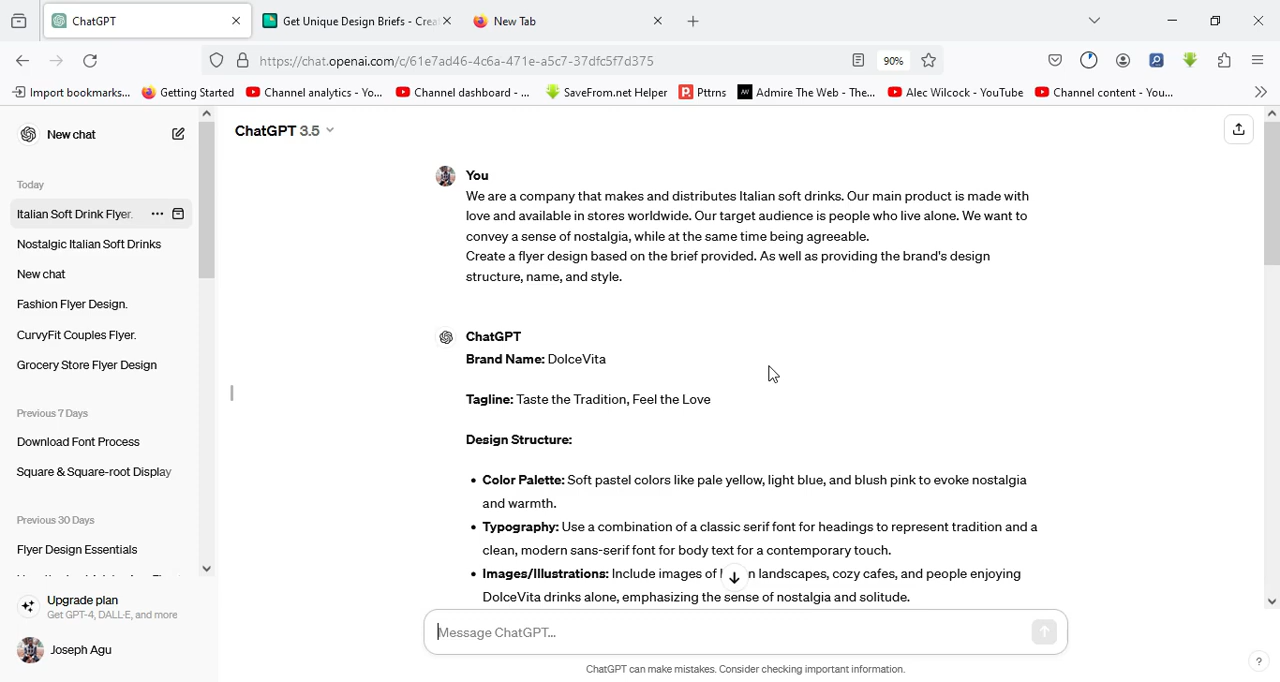 ChatGPT
Get Unique Design Briefs - Crea
New Tab
https://chat.openai.com/c/61e7ad46-4c3c-471e-a5c7-37dfc5f7d375
90%
Import bookmarks...
Getting Started
Channel analytics - Yo...
Channel dashboard - ...
SaveFrom.net Helper
Pttrns
Admire The Web - The...
Alec Wilcock - YouTube
Channel content - You...
New chat
Today
Italian Soft Drink Flyer.
Nostalgic Italian Soft Drinks
New chat
Fashion Flyer Design.
CurvyFit Couples Flyer.
Grocery Store Flyer Design
Previous 7 Days
Download Font Process
Square & Square-root Display
Previous 30 Days
Flyer Design Essentials
Upgrade plan
Get GPT-4, DALL·E, and more
Joseph Agu
ChatGPT 3.5
You
We are a company that makes and distributes Italian soft drinks. Our main product is made with
love and available in stores worldwide. Our target audience is people who live alone. We want to
convey a sense of nostalgia, while at the same time being agreeable.
Create a flyer design based on the brief provided. As well as providing the brand's design
structure, name, and style.
ChatGPT
Brand Name: DolceVita
Tagline: Taste the Tradition, Feel the Love
Design Structure:
• Color Palette: Soft pastel colors like pale yellow, light blue, and blush pink to evoke nostalgia
and warmth.
• Typography: Use a combination of a classic serif font for headings to represent tradition and a
clean, modern sans-serif font for body text for a contemporary touch.
• Images/Illustrations: Include images of landscapes, cozy cafes, and people enjoying
DolceVita drinks alone, emphasizing the sense of nostalgia and solitude.
Message ChatGPT...
ChatGPT can make mistakes. Consider checking important information.
?